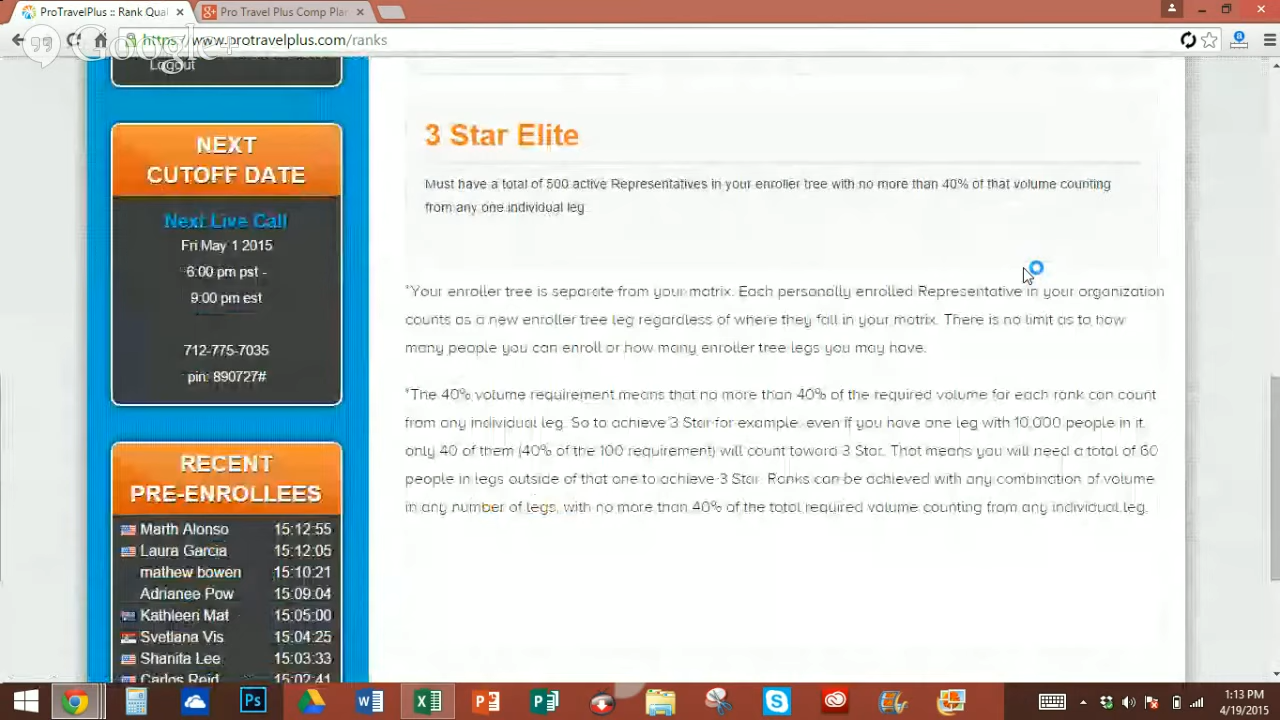 ProTravelPlus :: Rank Qual
Pro Travel Plus Comp Plan
https://www.protravelplus.com/ranks
Google+
Logout
NEXT
CUTOFF DATE
Next Live Call
Fri May 1 2015
6:00 pm pst -
9:00 pm est
712-775-7035
pin: 890727#
RECENT
PRE-ENROLLEES
Marth Alonso 15:12:55
Laura Garcia 15:12:05
mathew bowen 15:10:21
Adrianee Pow 15:09:04
Kathleen Mat 15:05:00
Svetlana Vis 15:04:25
Shanita Lee 15:03:33
Carlos Reid 15:02:41
3 Star Elite
Must have a total of 500 active Representatives in your enroller tree with no more than 40% of that volume counting
from any one individual leg
*Your enroller tree is separate from your matrix. Each personally enrolled Representative in your organization
counts as a new enroller tree leg regardless of where they fall in your matrix. There is no limit as to how
many people you can enroll or how many enroller tree legs you may have.
*The 40% volume requirement means that no more than 40% of the required volume for each rank can count
from any individual leg. So to achieve 3 Star for example, even if you have one leg with 10,000 people in it,
only 40 of them (40% of the 100 requirement) will count toward 3 Star. That means you will need a total of 60
people in legs outside of that one to achieve 3 Star. Ranks can be achieved with any combination of volume
in any number of legs, with no more than 40% of the total required volume counting from any individual leg.
1:13 PM
4/19/2015